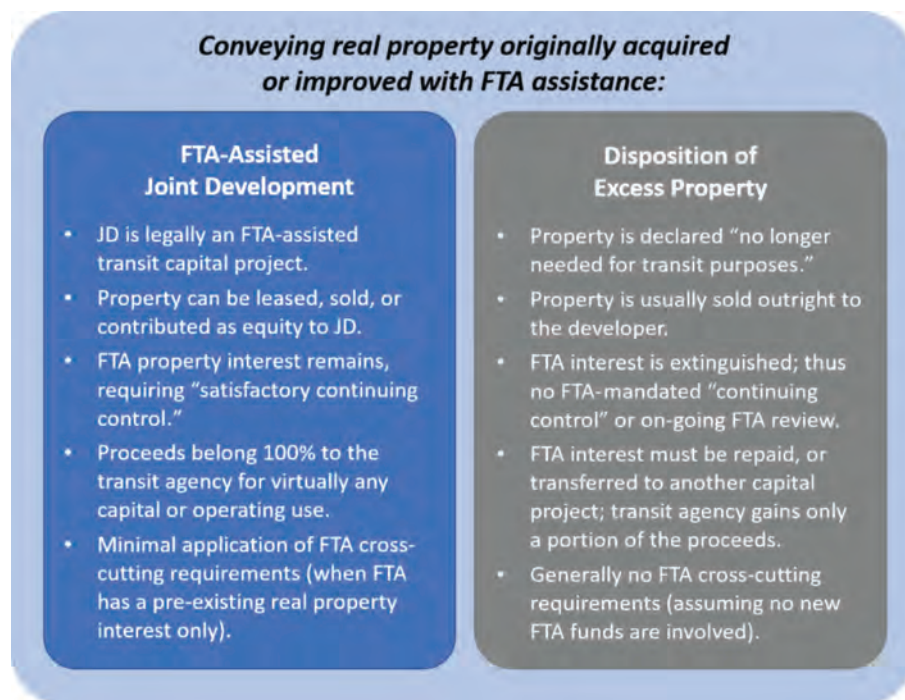 Conveying real property originally acquired
or improved with FTA assistance:
FTA-Assisted
Joint Development
• JD is legally an FTA-assisted
transit capital project.
• Property can be leased, sold, or
contributed as equity to JD.
• FTA property interest remains,
requiring “satisfactory continuing
control.”
• Proceeds belong 100% to the
transit agency for virtually any
capital or operating use.
• Minimal application of FTA cross-
cutting requirements (when FTA
has a pre-existing real property
interest only).
Disposition of
Excess Property
• Property is declared “no longer
needed for transit purposes.”
• Property is usually sold outright to
the developer.
• FTA interest is extinguished; thus
no FTA-mandated “continuing
control” or on-going FTA review.
• FTA interest must be repaid, or
transferred to another capital
project; transit agency gains only
a portion of the proceeds.
• Generally no FTA cross-cutting
requirements (assuming no new
FTA funds are involved).